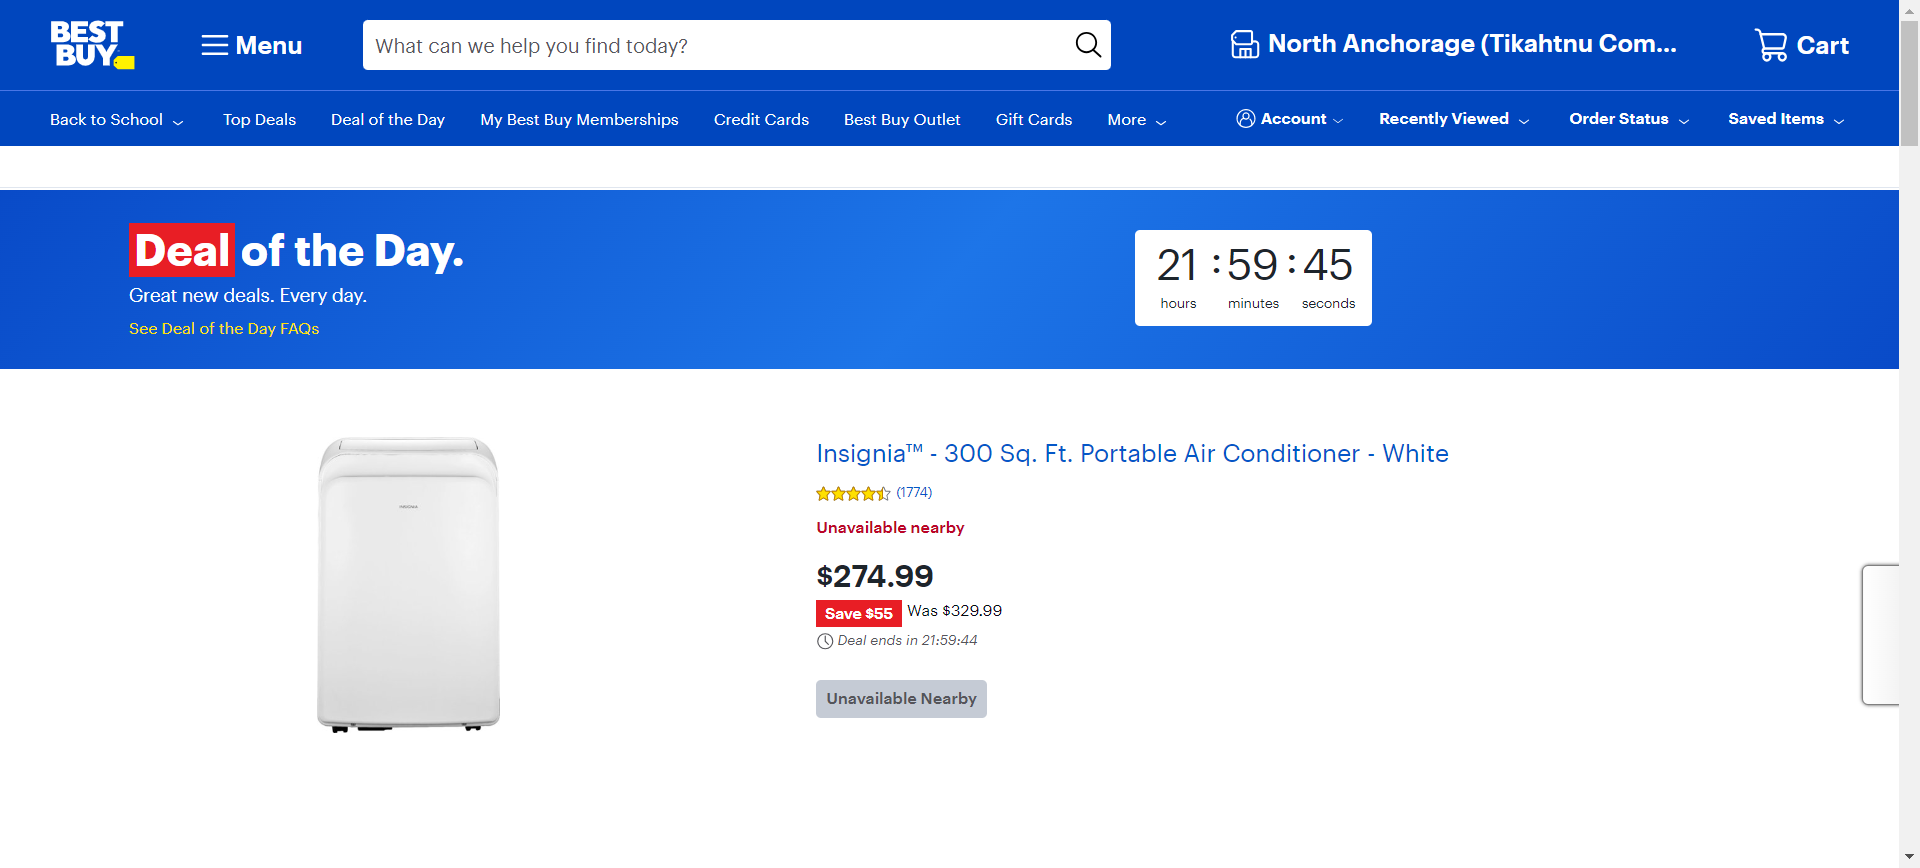 BEST BUY
Menu
What can we help you find today?
North Anchorage (Tikahtnu Com...
Cart
Back to School
Top Deals
Deal of the Day
My Best Buy Memberships
Credit Cards
Best Buy Outlet
Gift Cards
More
Account
Recently Viewed
Order Status
Saved Items
Deal of the Day.
Great new deals. Every day.
See Deal of the Day FAQs
21 : 59 : 45
hours minutes seconds
INSIGNIA
Insignia™ - 300 Sq. Ft. Portable Air Conditioner - White
(1774)
Unavailable nearby
$274.99
Save $55 Was $329.99
Deal ends in 21:59:44
Unavailable Nearby